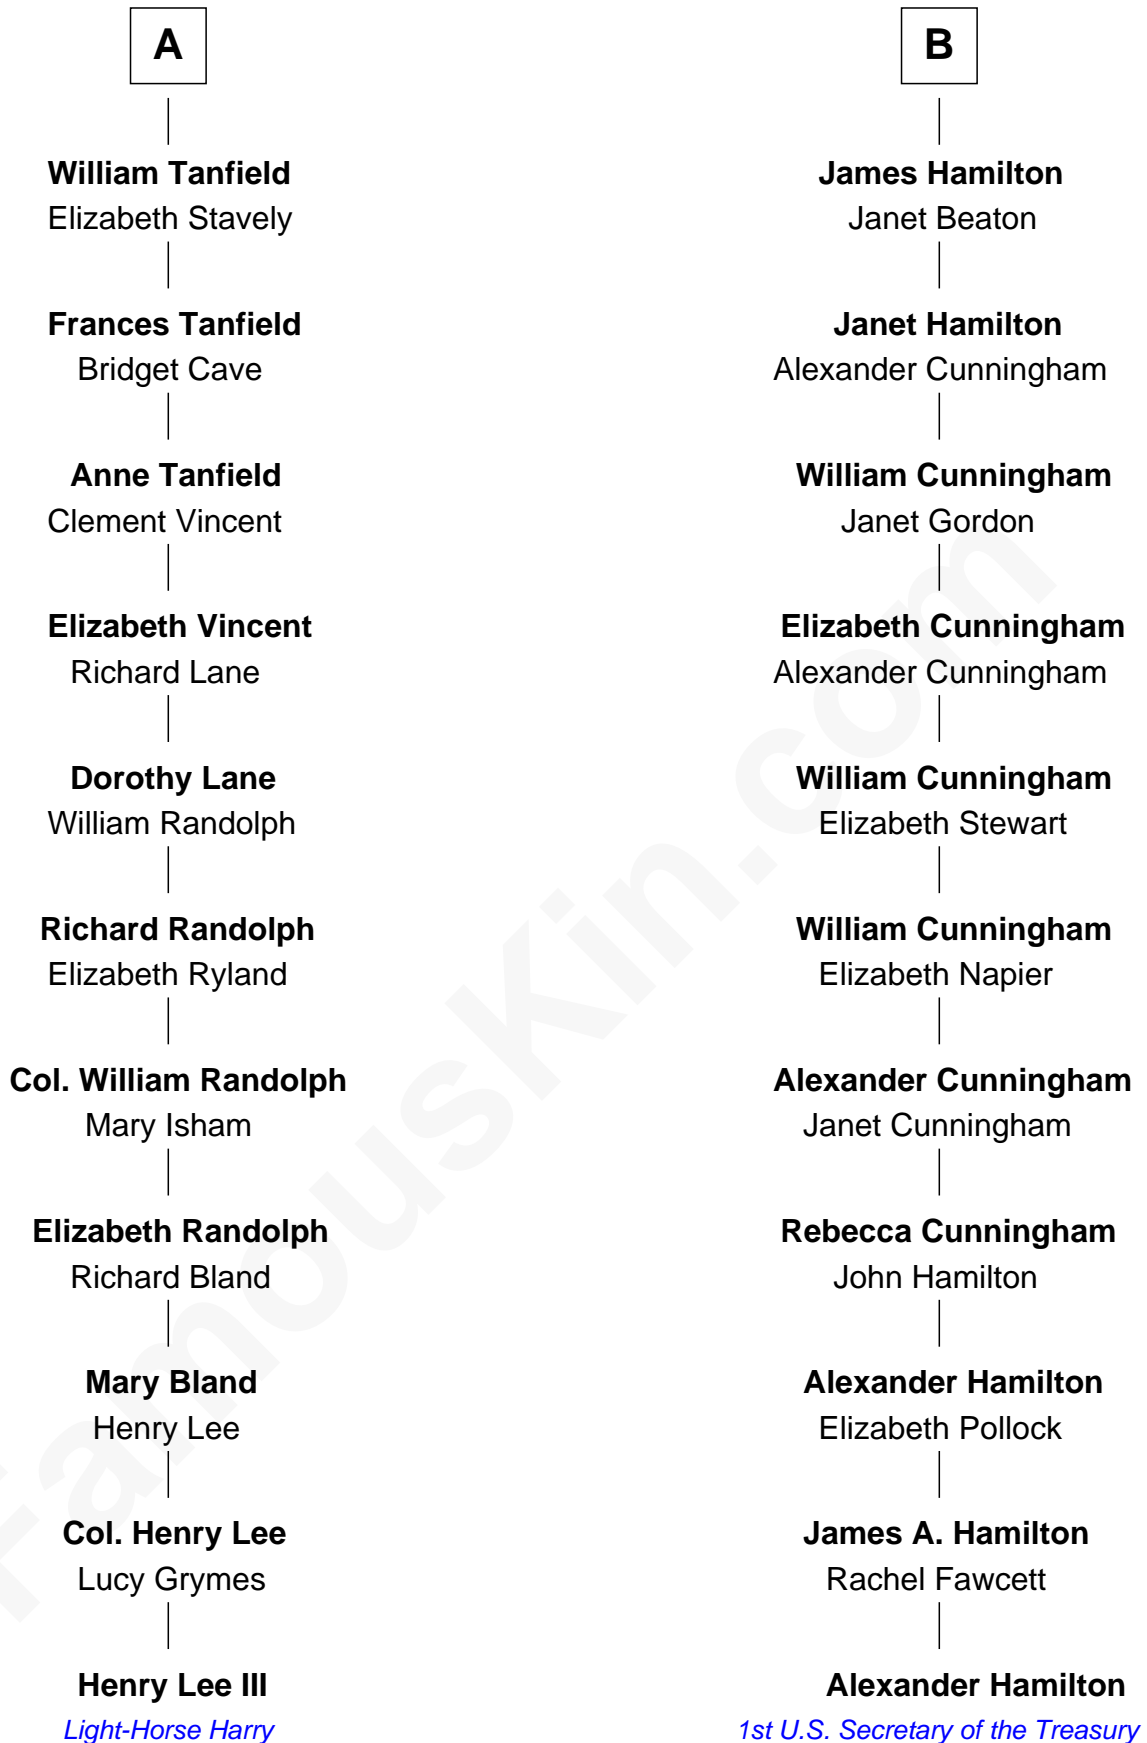 A
William Tanfield
Elizabeth Stavely
Frances Tanfield
Bridget Cave
Anne Tanfield
Clement Vincent
Elizabeth Vincent
Richard Lane
Dorothy Lane
William Randolph
Richard Randolph
Elizabeth Ryland
Col. William Randolph
Mary Isham
Elizabeth Randolph
Richard Bland
Mary Bland
Henry Lee
Col. Henry Lee
Lucy Grymes
Henry Lee III
Light-Horse Harry
B
James Hamilton
Janet Beaton
Janet Hamilton
Alexander Cunningham
William Cunningham
Janet Gordon
Elizabeth Cunningham
Alexander Cunningham
William Cunningham
Elizabeth Stewart
William Cunningham
Elizabeth Napier
Alexander Cunningham
Janet Cunningham
Rebecca Cunningham
John Hamilton
Alexander Hamilton
Elizabeth Pollock
James A. Hamilton
Rachel Fawcett
Alexander Hamilton
1st U.S. Secretary of the Treasury
FamousKin.com